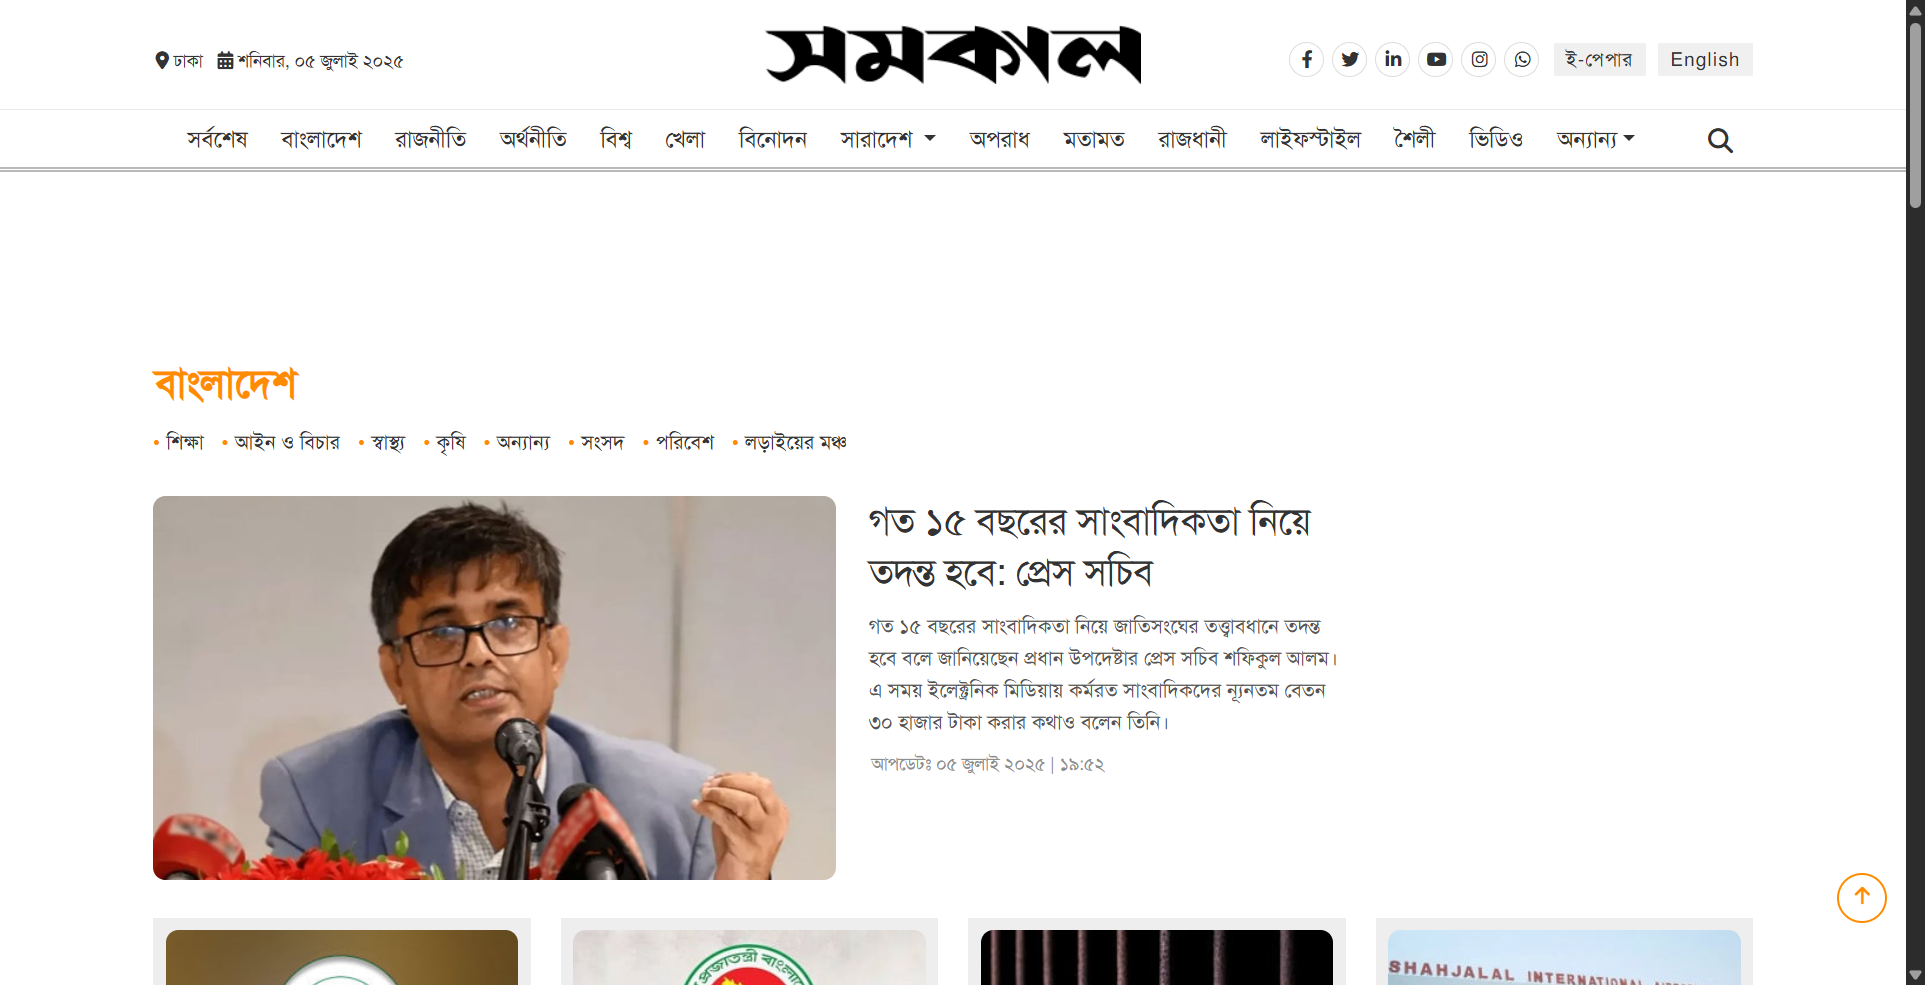 ঢাকা শনিবার, ০৫ জুলাই ২০২৫
সমকাল
ই-পেপার English
সর্বশেষ বাংলাদেশ রাজনীতি অর্থনীতি বিশ্ব খেলা বিনোদন সারাদেশ অপরাধ মতামত রাজধানী লাইফস্টাইল শৈলী ভিডিও অন্যান্য
বাংলাদেশ
• শিক্ষা • আইন ও বিচার • স্বাস্থ্য • কৃষি • অন্যান্য • সংসদ • পরিবেশ • লড়াইয়ের মঞ্চ
গত ১৫ বছরের সাংবাদিকতা নিয়ে
তদন্ত হবে: প্রেস সচিব
গত ১৫ বছরের সাংবাদিকতা নিয়ে জাতিসংঘের তত্ত্বাবধানে তদন্ত
হবে বলে জানিয়েছেন প্রধান উপদেষ্টার প্রেস সচিব শফিকুল আলম।
এ সময় ইলেক্ট্রনিক মিডিয়ায় কর্মরত সাংবাদিকদের ন্যূনতম বেতন
৩০ হাজার টাকা করার কথাও বলেন তিনি।
আপডেটঃ ০৫ জুলাই ২০২৫ | ১৯:৫২
SHAHJALAL INTERNATIONAL